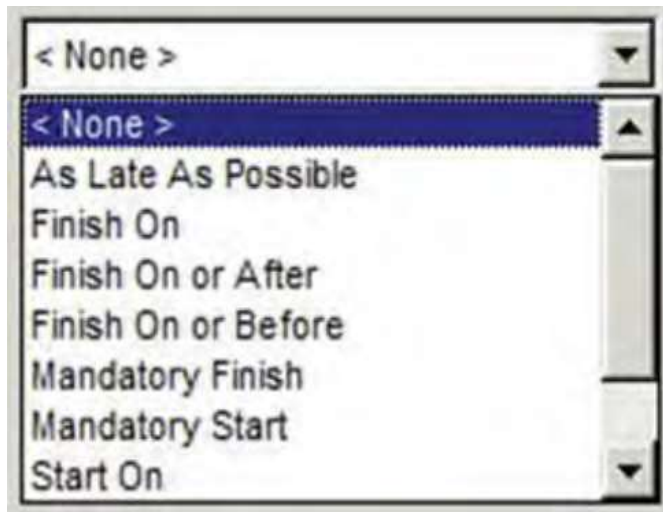 < None >
< None >
As Late As Possible
Finish On
Finish On or After
Finish On or Before
Mandatory Finish
Mandatory Start
Start On